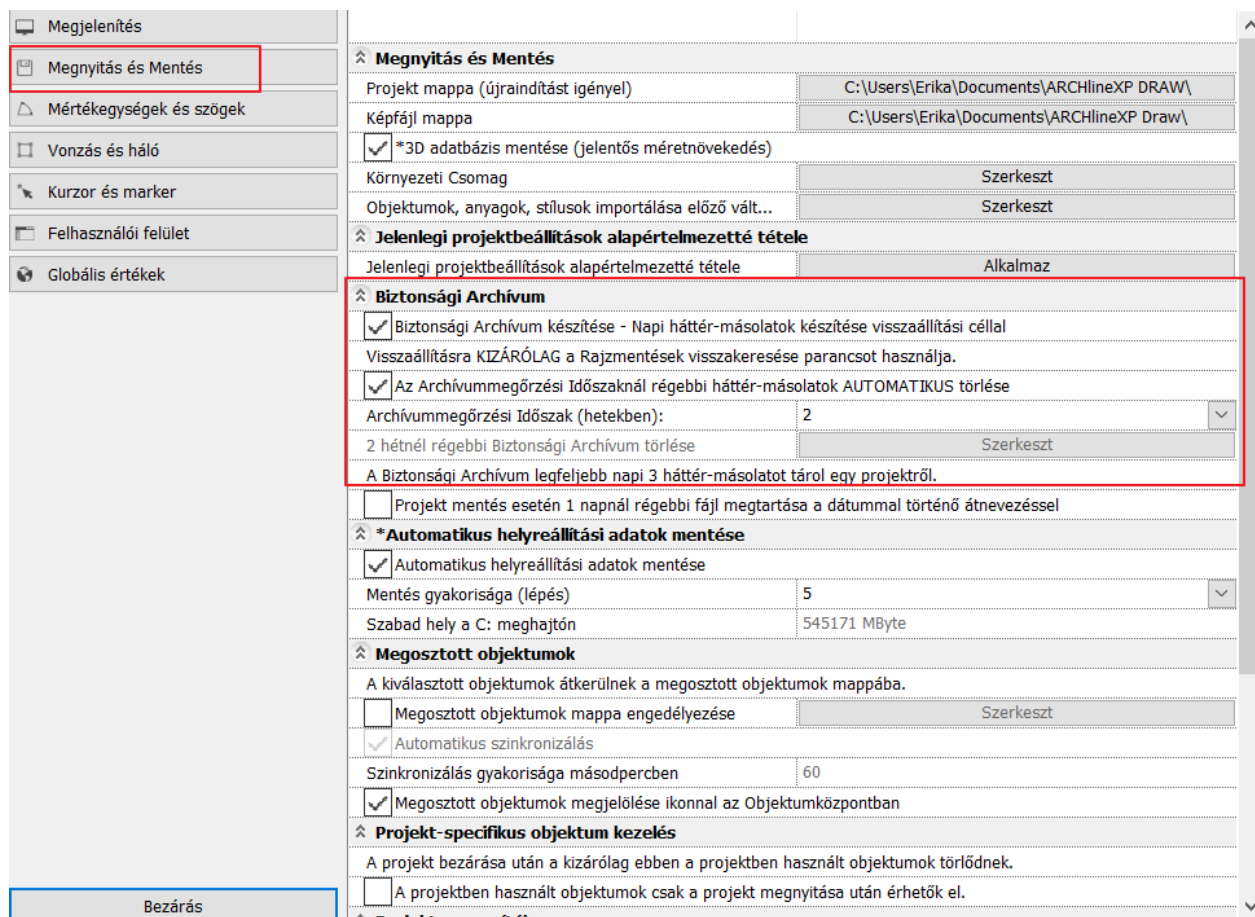 Megjelenítés
Megnyitás és Mentés
Mértékegységek és szögek
Vonzás és háló
Kurzor és marker
Felhasználói felület
Globális értékek
Bezárás
Megnyitás és Mentés
Projekt mappa (újraindítást igényel) C:\Users\Erika\Documents\ARCHlineXP DRAW\
Képfájl mappa C:\Users\Erika\Documents\ARCHlineXP Draw\
*3D adatbázis mentése (jelentős méretnövekedés)
Környezeti Csomag Szerkeszt
Objektumok, anyagok, stílusok importálása előző vált... Szerkeszt
Jelenlegi projektbeállítások alapértelmezetté tétele
Jelenlegi projektbeállítások alapértelmezetté tétele Alkalmaz
Biztonsági Archívum
Biztonsági Archívum készítése - Napi háttér-másolatok készítése visszaállítási céllal
Visszaállításra KIZÁRÓLAG a Rajzmentések visszakeresése parancsot használja.
Az Archívummegőrzési Időszaknál régebbi háttér-másolatok AUTOMATIKUS törlése
Archívummegőrzési Időszak (hetekben): 2
2 hétnél régebbi Biztonsági Archívum törlése Szerkeszt
A Biztonsági Archívum legfeljebb napi 3 háttér-másolatot tárol egy projektről.
Projekt mentés esetén 1 napnál régebbi fájl megtartása a dátummal történő átnevezéssel
*Automatikus helyreállítási adatok mentése
Automatikus helyreállítási adatok mentése
Mentés gyakorisága (lépés) 5
Szabad hely a C: meghajtón 545171 MByte
Megosztott objektumok
A kiválasztott objektumok átkerülnek a megosztott objektumok mappába.
Megosztott objektumok mappa engedélyezése Szerkeszt
Automatikus szinkronizálás
Szinkronizálás gyakorisága másodpercben 60
Megosztott objektumok megjelölése ikonnal az Objektumközpontban
Projekt-specifikus objektum kezelés
A projekt bezárása után a kizárólag ebben a projektben használt objektumok törlődnek.
A projektben használt objektumok csak a projekt megnyitása után érhetők el.